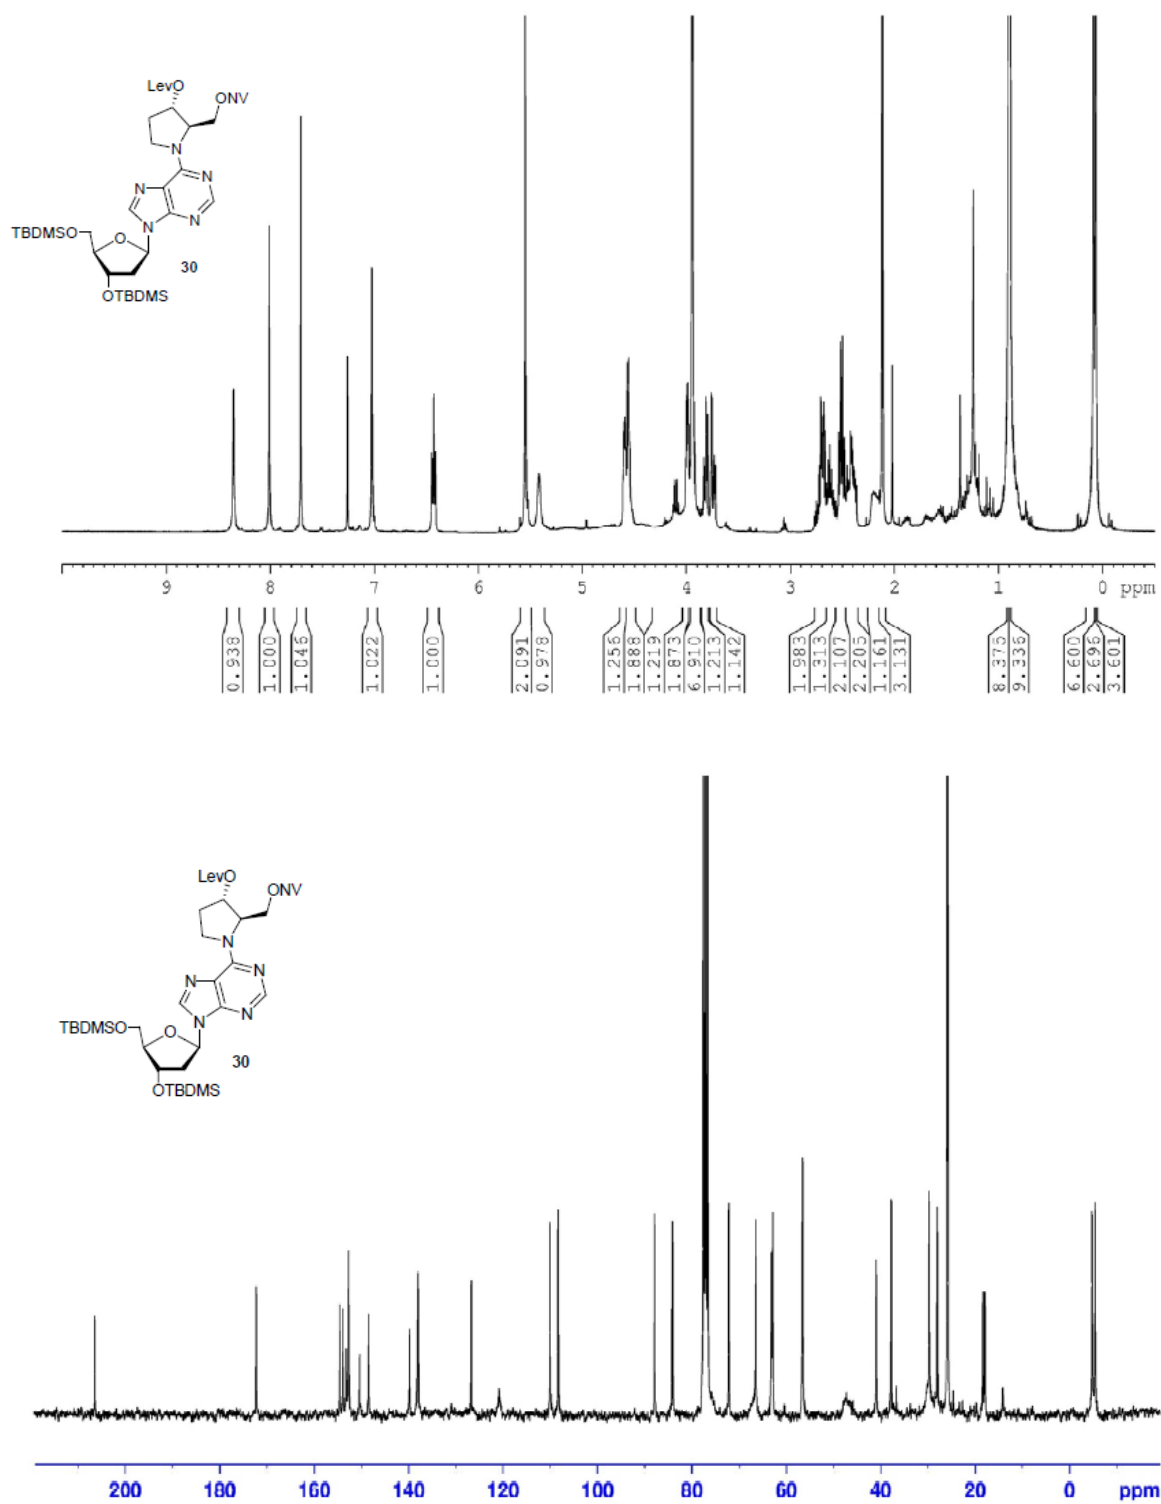 LevO
ONV
N
N
N
N
N
TBDMSO
O
30
OTBDMS
9 8 7 6 5 4 3 2 1 0 ppm
0.938 1.000 1.046 1.022 1.000 2.091 0.978 1.256 1.888 1.219 1.873 6.910 1.213 1.142 1.983 1.313 2.107 2.205 1.161 3.131 8.375 9.336 6.600 2.696 3.601
LevO
ONV
N
N
N
N
N
TBDMSO
O
30
OTBDMS
200 180 160 140 120 100 80 60 40 20 0 ppm